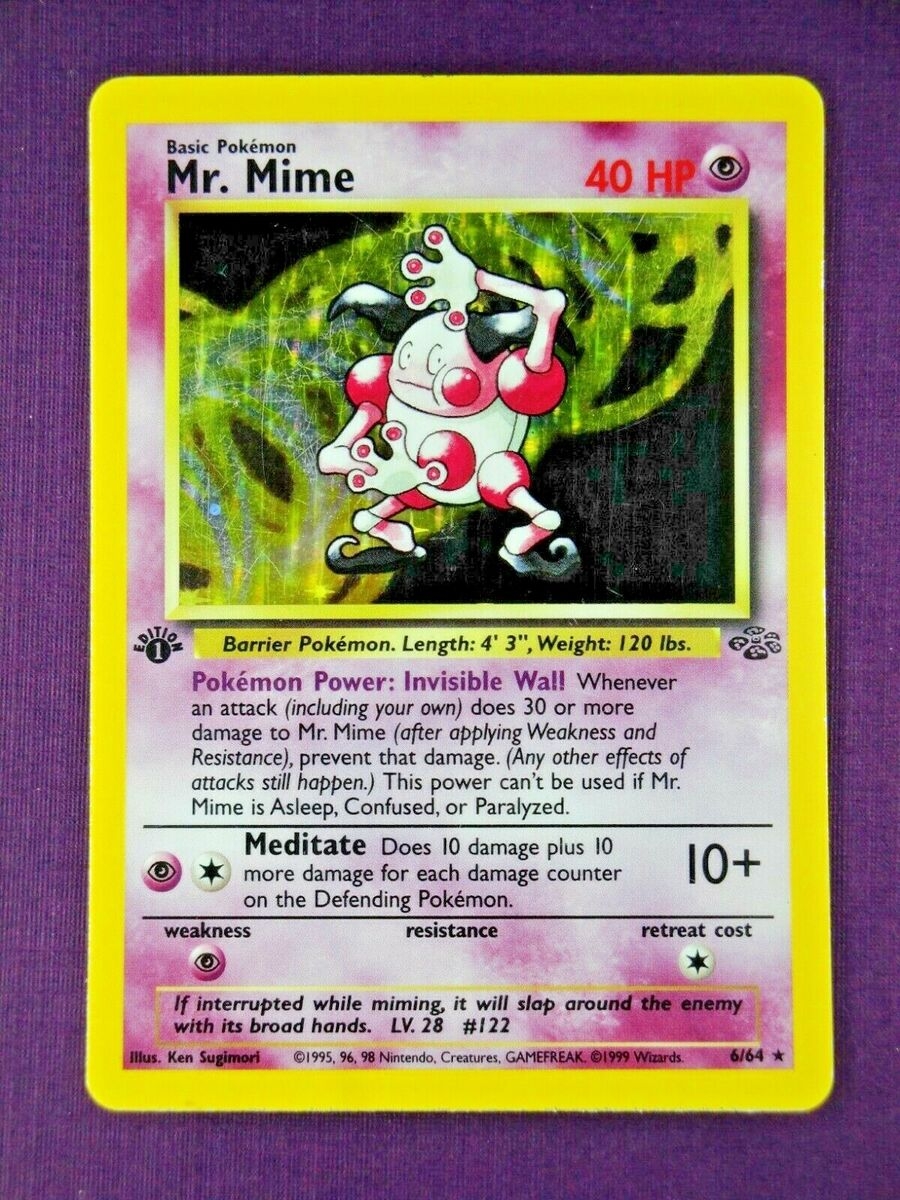 Basic Pokémon
Mr. Mime
40 HP
EDITION
1
Barrier Pokémon. Length: 4' 3", Weight: 120 lbs.
Pokémon Power: Invisible Wall Whenever
an attack (including your own) does 30 or more
damage to Mr. Mime (after applying Weakness and
Resistance), prevent that damage. (Any other effects of
attacks still happen.) This power can't be used if Mr.
Mime is Asleep, Confused, or Paralyzed.
Meditate Does 10 damage plus 10
more damage for each damage counter
on the Defending Pokémon.
10+
weakness
resistance
retreat cost
If interrupted while miming, it will slap around the enemy
with its broad hands. LV. 28 #122
Illus. Ken Sugimori
©1995, 96, 98 Nintendo, Creatures, GAMEFREAK. ©1999 Wizards.
6/64 ★